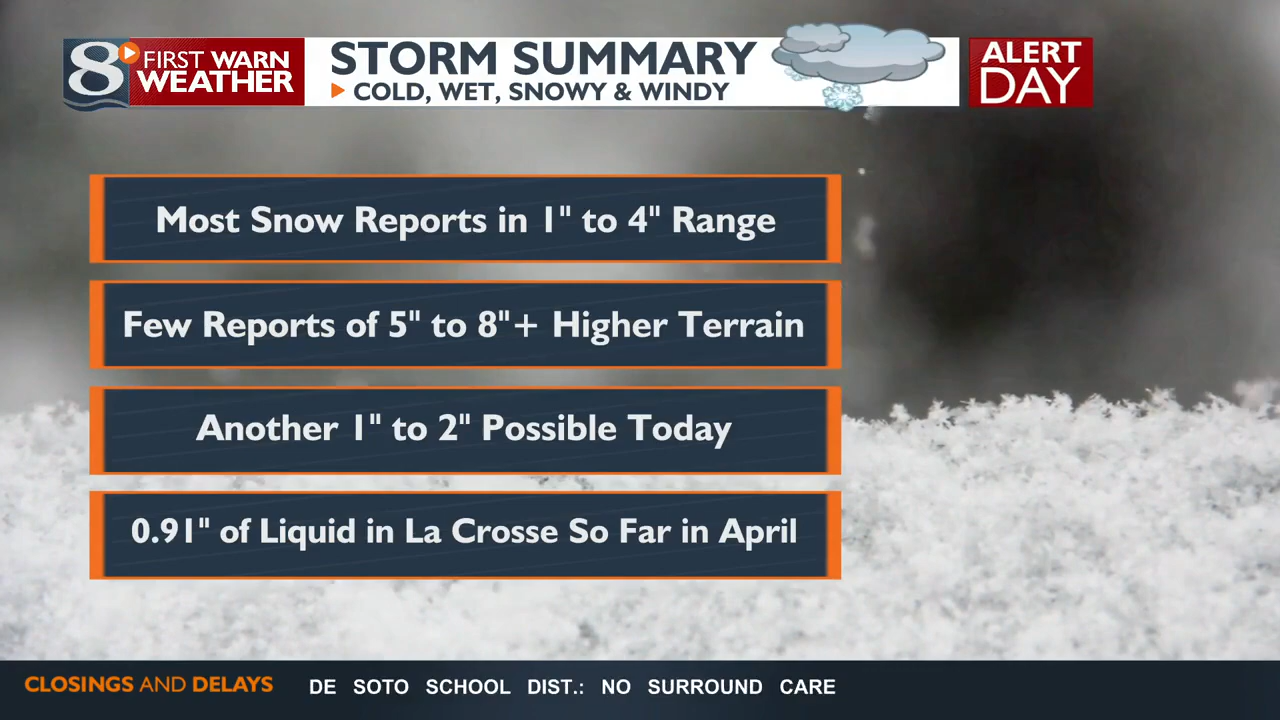 8 FIRST WARN
WEATHER
STORM SUMMARY
COLD, WET, SNOWY & WINDY
ALERT
DAY
Most Snow Reports in 1" to 4" Range
Few Reports of 5" to 8"+ Higher Terrain
Another 1" to 2" Possible Today
0.91" of Liquid in La Crosse So Far in April
CLOSINGS AND DELAYS DE SOTO SCHOOL DIST.: NO SURROUND CARE